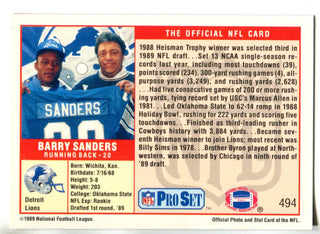 THE OFFICIAL NFL CARD
1988 Heisman Trophy winner was selected third in
1989 NFL draft... Set 13 NCAA single-season records
last year, including most touchdowns (39),
points scored (234), 300-yard rushing games (4), all-
purpose yards (3,249), and rushing yards (2,628)...
...Had five consecutive games of 200 or more rush-
ing yards, tying record set by USC's Marcus Allen in
1981... Led Oklahoma State to 62-14 romp in 1988
Holiday Bowl, rushing for 222 yards and scoring five
touchdowns... Finished as third-leading rusher in
Cowboys history with 3,884 yards... Became seventh
Heisman winner to join Lions; most recent was
Billy Sims in 1978... Brother Byron played at Northwestern,
was selected by Chicago in ninth round
of '89 draft.
SANDERS
BARRY SANDERS
RUNNING BACK • 20
Born: Wichita, Kan.
Birthdate: 7/16/68
Height: 5-8
Weight: 203
College: Oklahoma State
NFL Exp: Rookie
Drafted 1st round, '89
Detroit
Lions
NFL PRO SET
494
©1989 National Football League.
Official Photo and Stat Card of the NFL.